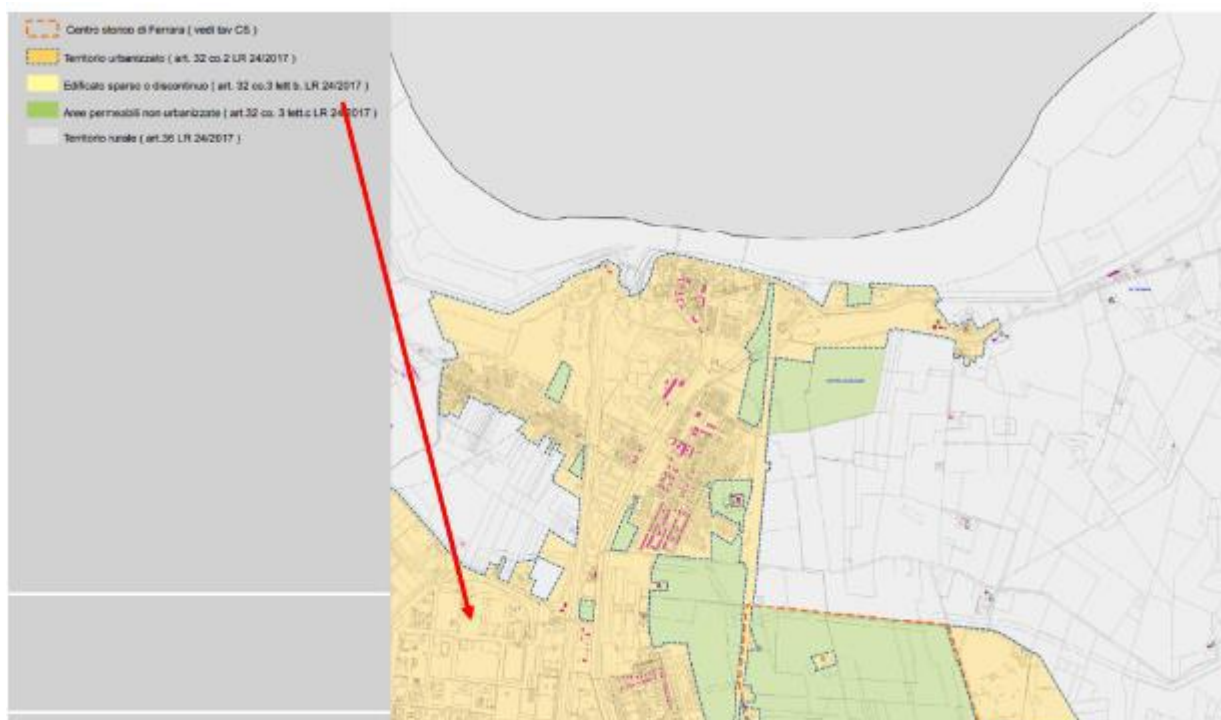 Centro storico di Ferrara ( vedi tav C5 )
Territorio urbanizzato ( art. 32 co.2 LR 24/2017 )
Edificato sparso o discontinuo ( art. 32 co.3 lett b. LR 24/2017 )
Aree permeabili non urbanizzate ( art.32 co. 3 lett.c LR 24/2017 )
Territorio rurale ( art.36 LR 24/2017 )